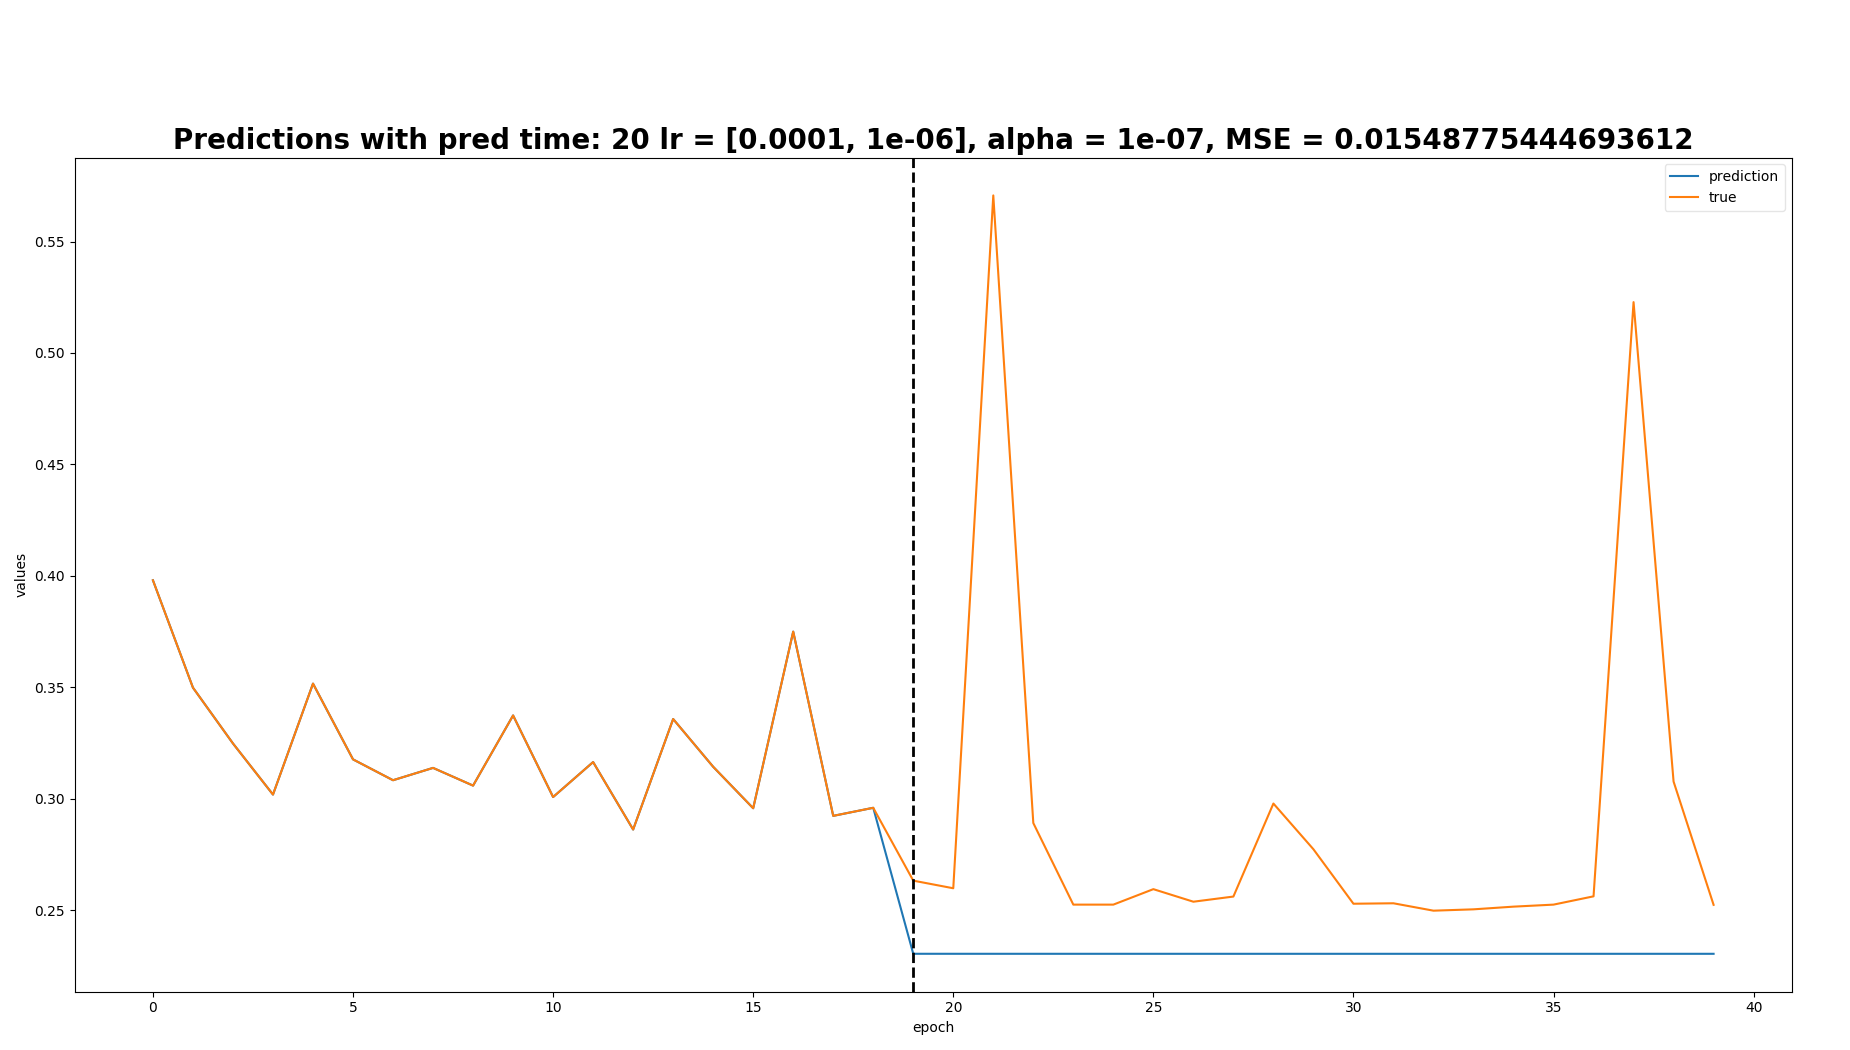 Predictions with pred time: 20 lr = [0.0001, 1e-06], alpha = 1e-07, MSE = 0.01548775444693612
prediction
true
0.55
0.50
0.45
0.40
0.35
0.30
0.25
values
0 5 10 15 20 25 30 35 40
epoch